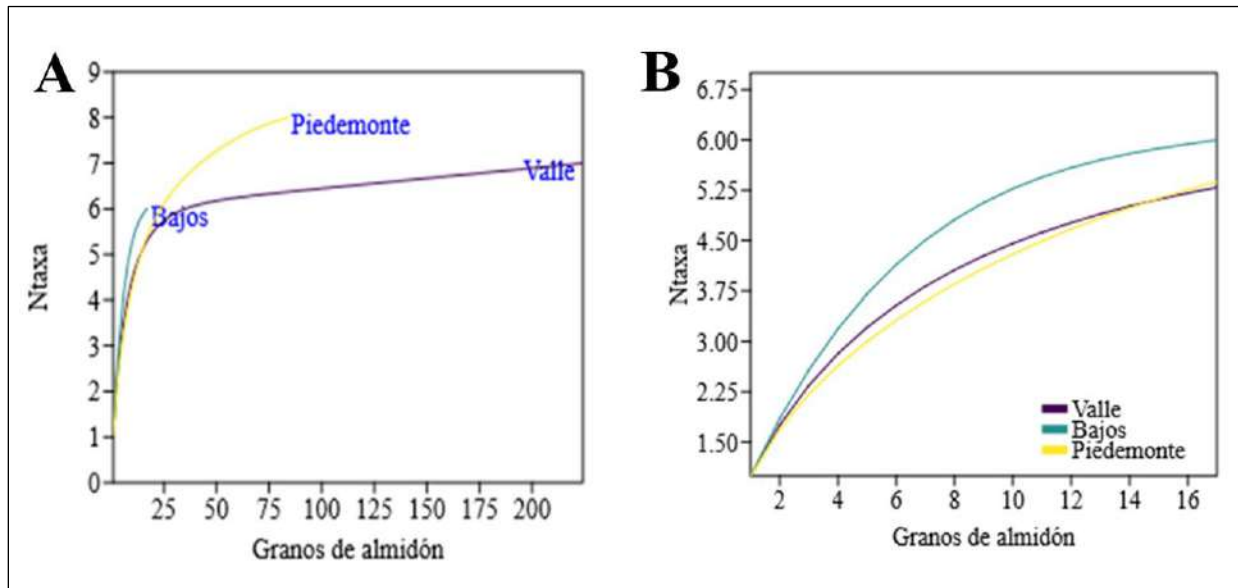 A
9
8
7
6
5
4
3
2
1
0
Ntaxa
Piedemonte
Valle
Bajos
25 50 75 100 125 150 175 200
Granos de almidón
B
6.75
6.00
5.25
4.50
3.75
3.00
2.25
1.50
Ntaxa
Valle
Bajos
Piedemonte
2 4 6 8 10 12 14 16
Granos de almidón